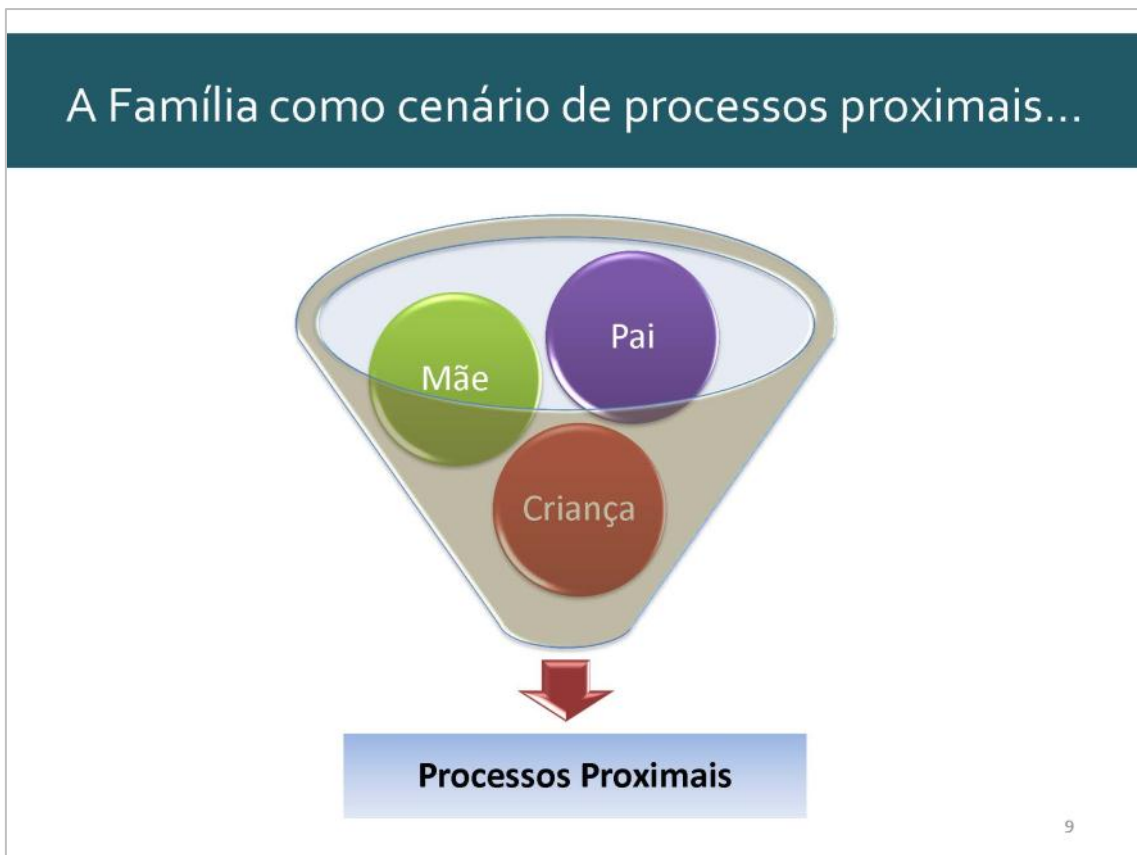 A Família como cenário de processos proximais...
Pai
Mãe
Criança
Processos Proximais
9